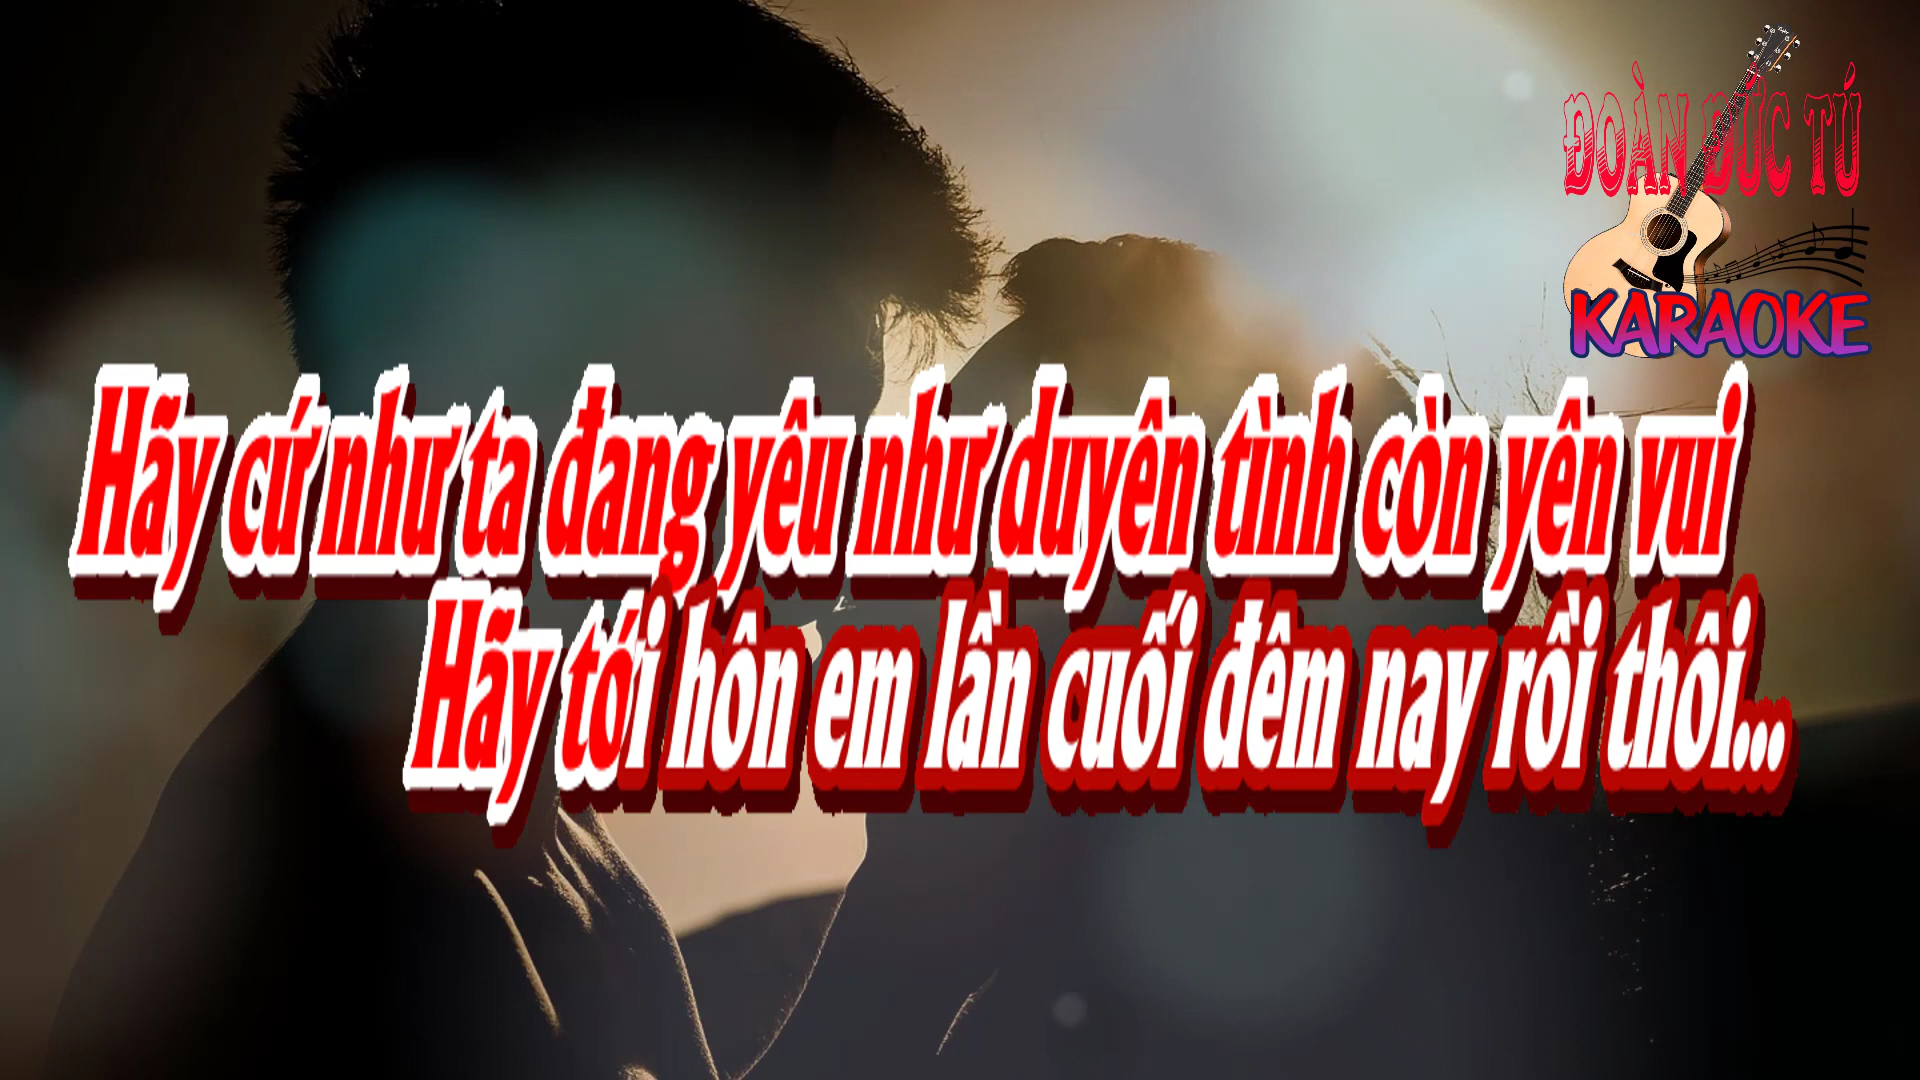 ĐOÀN ĐỨC TÚ
KARAOKE
Hãy cứ như ta đang yêu như duyên tình còn yên vui
Hãy tới hôn em lần cuối đêm nay rồi thôi...